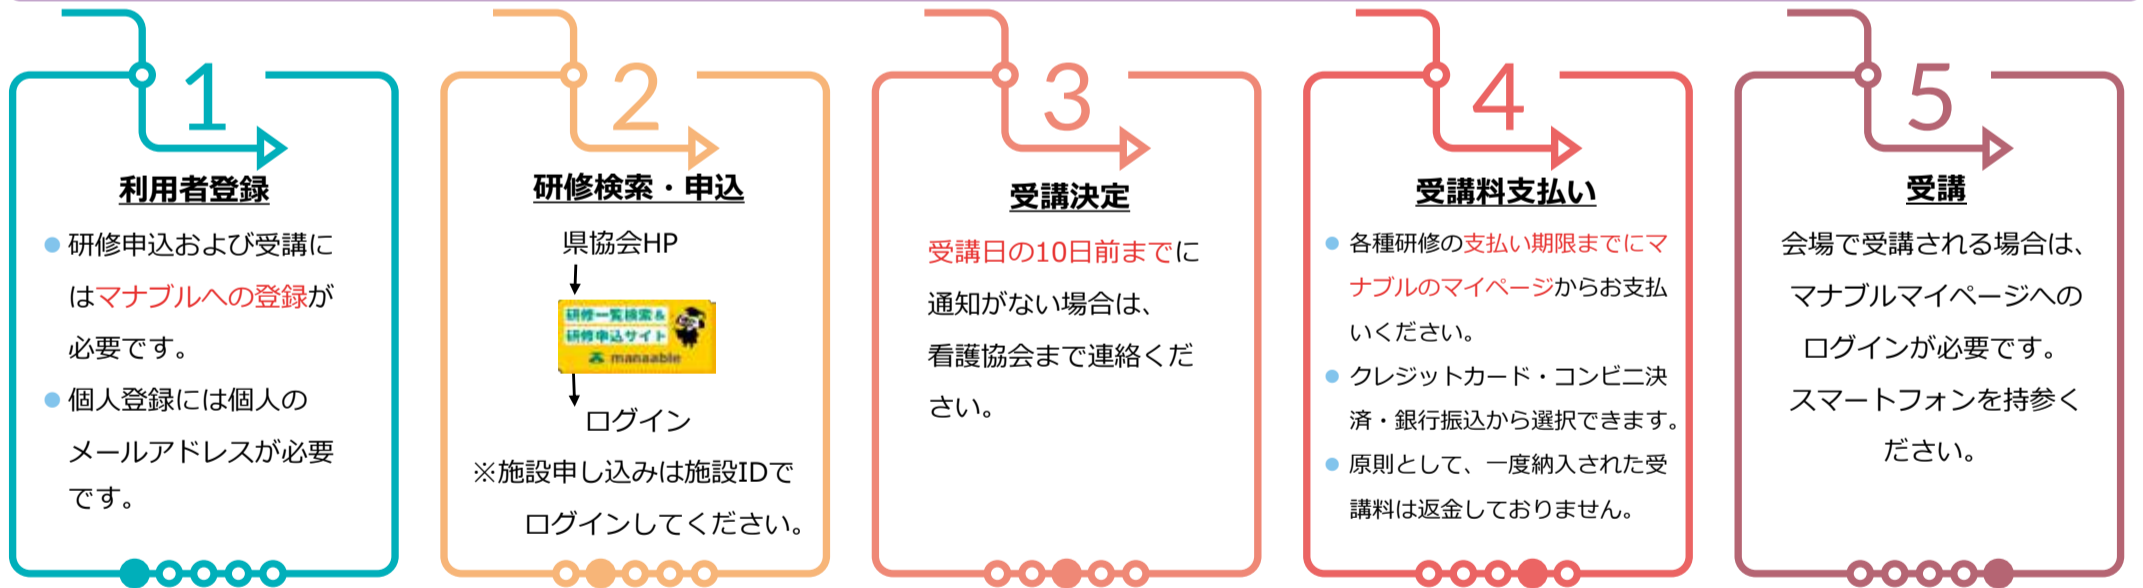 1
利用者登録
研修申込および受講に
はマナブルへの登録が
必要です。
個人登録には個人の
メールアドレスが必要
です。
2
研修検索・申込
県協会HP
研修一覧検索&
研修申込サイト
manaable
ログイン
※施設申し込みは施設IDで
ログインしてください。
3
受講決定
受講日の10日前までに
通知がない場合は、
看護協会まで連絡くだ
さい。
4
受講料支払い
各種研修の支払い期限までにマ
ナブルのマイページからお支払
いください。
クレジットカード・コンビニ決
済・銀行振込から選択できます。
原則として、一度納入された受
講料は返金しておりません。
5
受講
会場で受講される場合は、
マナブルマイページへの
ログインが必要です。
スマートフォンを持参く
ださい。